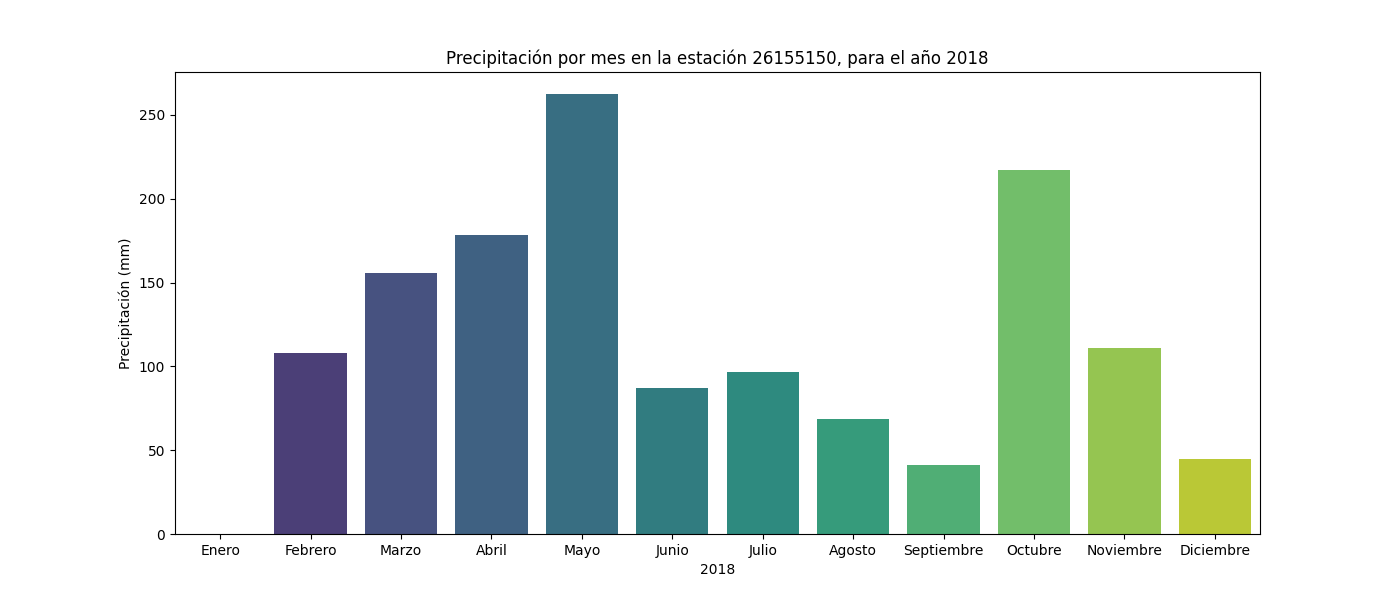 Precipitación por mes en la estación 26155150, para el año 2018
Precipitación (mm)
250
200
150
100
50
0
Enero Febrero Marzo Abril Mayo Junio Julio Agosto Septiembre Octubre Noviembre Diciembre
2018